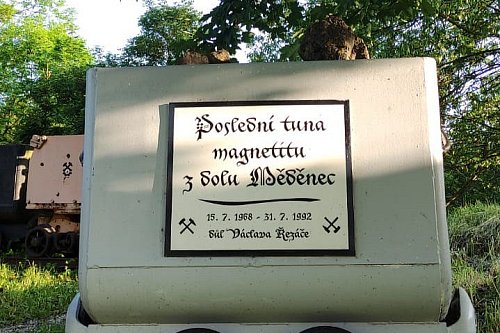 Poslední tuna
magnetitu
z dolu Měděnec
15. 7. 1968 - 31. 7. 1992
důl Václava Řezáče